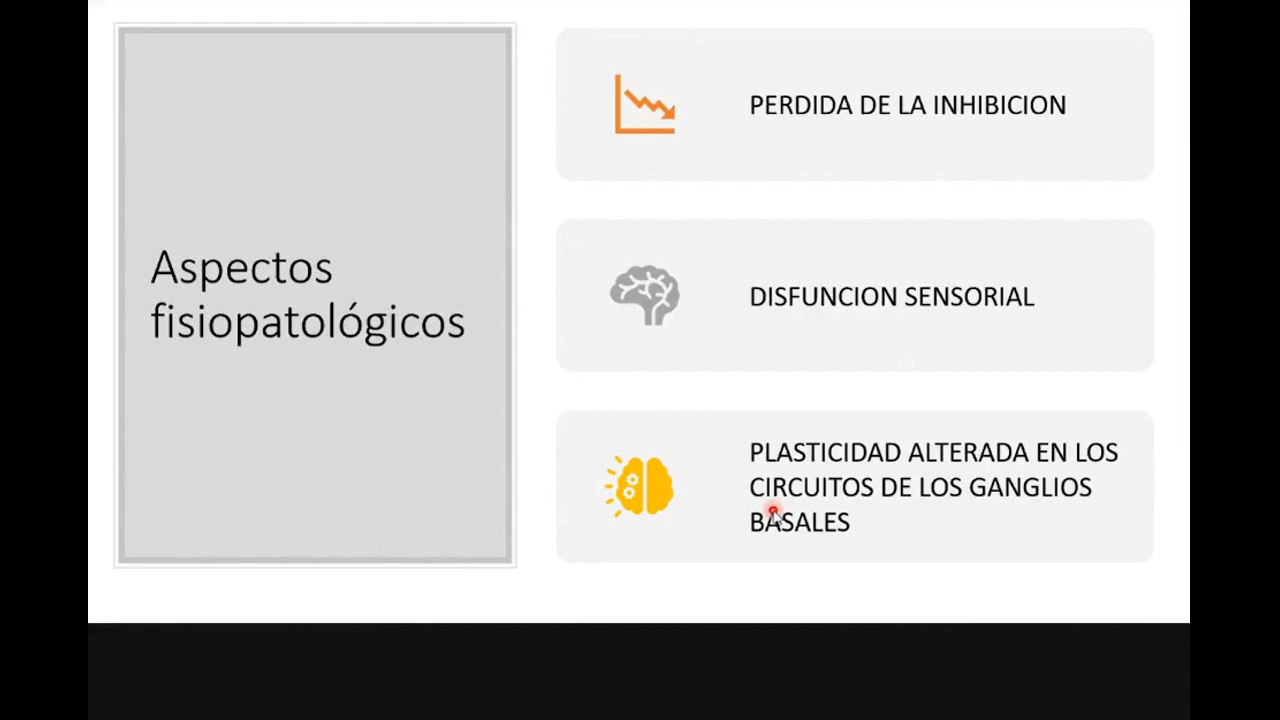 Aspectos
fisiopatológicos
PERDIDA DE LA INHIBICION
DISFUNCION SENSORIAL
PLASTICIDAD ALTERADA EN LOS
CIRCUITOS DE LOS GANGLIOS
BASALES